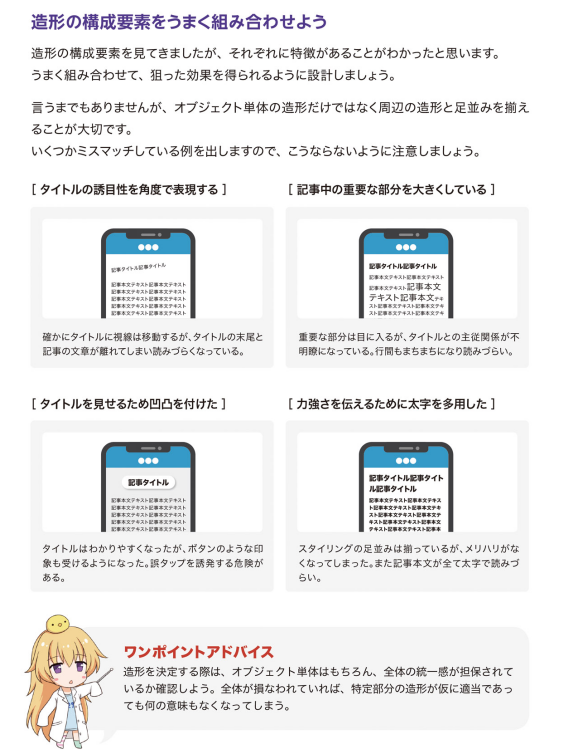 造形の構成要素をうまく組み合わせよう
造形の構成要素を見てきましたが、それぞれに特徴があることがわかったと思います。
うまく組み合わせて、狙った効果を得られるように設計しましょう。
言うまでもありませんが、オブジェクト単体の造形だけではなく周辺の造形と足並みを揃え
ることが大切です。
いくつかミスマッチしている例を出しますので、こうならないように注意しましょう。
[ タイトルの誘目性を角度で表現する ]
記事タイトル記事タイトル
記事本文テキスト記事本文テキスト
記事本文テキスト記事本文テキスト
記事本文テキスト記事本文テキスト
記事本文テキスト記事本文テキスト
記事本文テキスト記事本文テキスト
確かにタイトルに視線は移動するが、タイトルの末尾と
記事の文章が離れてしまい読みづらくなっている。
[ 記事中の重要な部分を大きくしている ]
記事タイトル記事タイトル
記事本文テキスト記事本文テキスト
記事本文テキスト記事本文
テキスト記事本文テキ
スト記事本文テキスト記事本文テキ
スト記事本文テキスト記事本文テキ
重要な部分は目に入るが、タイトルとの主従関係が不
明瞭になっている。行間もまちまちになり読みづらい。
[ タイトルを見せるため凹凸を付けた ]
記事タイトル
記事本文テキスト記事本文テキスト
記事本文テキスト記事本文テキスト
記事本文テキスト記事本文テキスト
記事本文テキスト記事本文テキスト
記事本文テキスト記事本文テキスト
タイトルはわかりやすくなったが、ボタンのような印
象も受けるようになった。誤タップを誘発する危険が
ある。
[ 力強さを伝えるために太字を多用した ]
記事タイトル記事タイト
ル記事タイトル
記事本文テキスト記事本文テキス
ト記事本文テキスト記事本文テキ
スト記事本文テキスト記事本文テ
キスト記事本文テキスト記事本文
テキスト記事本文テキスト記事本
スタイリングの足並みは揃っているが、メリハリがな
くなってしまった。また記事本文が全て太字で読みづ
らい。
ワンポイントアドバイス
造形を決定する際は、オブジェクト単体はもちろん、全体の統一感が担保されて
いるか確認しよう。全体が損なわれていれば、特定部分の造形が仮に適当であっ
ても何の意味もなくなってしまう。